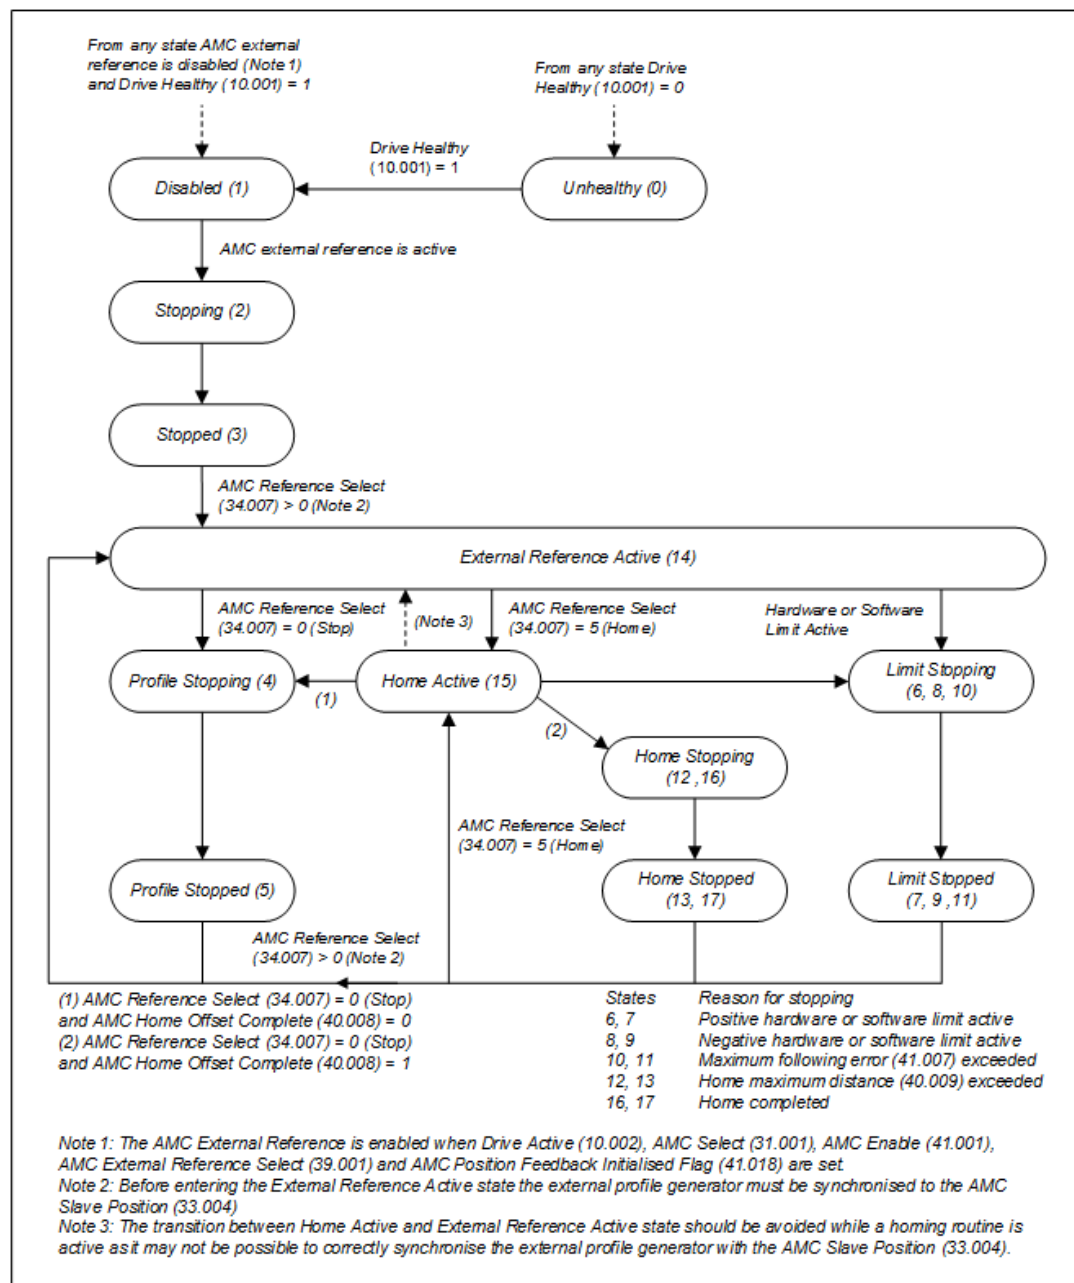 From any state AMC external
reference is disabled (Note 1)
and Drive Healthy (10.001) = 1
From any state Drive
Healthy (10.001) = 0
Drive Healthy
(10.001) = 1
Disabled (1)
Unhealthy (0)
AMC external reference is active
Stopping (2)
Stopped (3)
AMC Reference Select
(34.007) > 0 (Note 2)
External Reference Active (14)
AMC Reference Select
(34.007) = 0 (Stop)
(Note 3)
AMC Reference Select
(34.007) = 5 (Home)
Hardware or Software
Limit Active
Profile Stopping (4)
(1)
Home Active (15)
Limit Stopping
(6, 8, 10)
(2)
Home Stopping
(12 ,16)
AMC Reference Select
(34.007) = 5 (Home)
Profile Stopped (5)
Home Stopped
(13, 17)
Limit Stopped
(7, 9 ,11)
AMC Reference Select
(34.007) > 0 (Note 2)
(1) AMC Reference Select (34.007) = 0 (Stop)
and AMC Home Offset Complete (40.008) = 0
(2) AMC Reference Select (34.007) = 0 (Stop)
and AMC Home Offset Complete (40.008) = 1
States Reason for stopping
6, 7 Positive hardware or software limit active
8, 9 Negative hardware or software limit active
10, 11 Maximum following error (41.007) exceeded
12, 13 Home maximum distance (40.009) exceeded
16, 17 Home completed
Note 1: The AMC External Reference is enabled when Drive Active (10.002), AMC Select (31.001), AMC Enable (41.001),
AMC External Reference Select (39.001) and AMC Position Feedback Initialised Flag (41.018) are set.
Note 2: Before entering the External Reference Active state the external profile generator must be synchronised to the AMC
Slave Position (33.004)
Note 3: The transition between Home Active and External Reference Active state should be avoided while a homing routine is
active as it may not be possible to correctly synchronise the external profile generator with the AMC Slave Position (33.004).